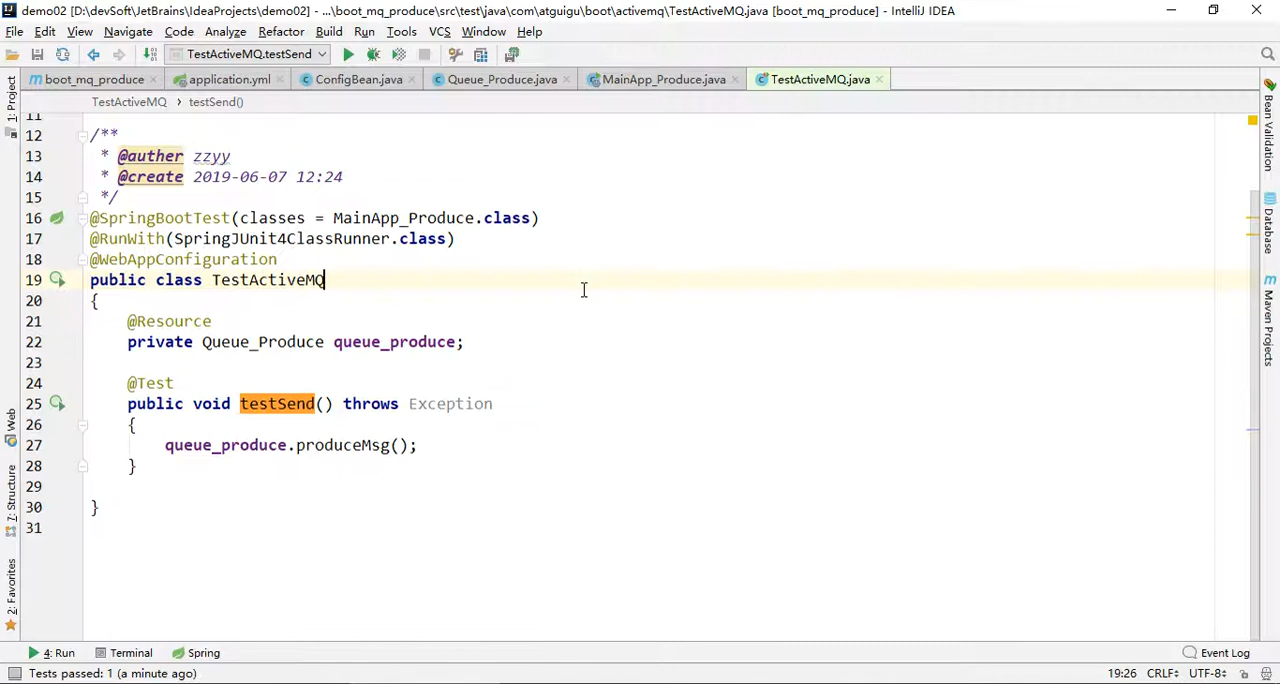 demo02 [D:\devSoft\JetBrains\IdeaProjects\demo02] - ...\boot_mq_produce\src\test\java\com\atguigu\boot\activemq\TestActiveMQ.java [boot_mq_produce] - IntelliJ IDEA
File Edit View Navigate Code Analyze Refactor Build Run Tools VCS Window Help
TestActiveMQ.testSend
boot_mq_produce application.yml ConfigBean.java Queue_Produce.java MainApp_Produce.java TestActiveMQ.java
TestActiveMQ testSend()
11
12 /**
13 * @auther zzyy
14 * @create 2019-06-07 12:24
15 */
16 @SpringBootTest(classes = MainApp_Produce.class)
17 @RunWith(SpringJUnit4ClassRunner.class)
18 @WebAppConfiguration
19 public class TestActiveMQ
20 {
21 @Resource
22 private Queue_Produce queue_produce;
23
24 @Test
25 public void testSend() throws Exception
26 {
27 queue_produce.produceMsg();
28 }
29
30 }
31
1: Project
Web
7: Structure
2: Favorites
Bean Validation
Database
Maven Projects
4: Run Terminal Spring Event Log
Tests passed: 1 (a minute ago) 19:26 CRLF UTF-8